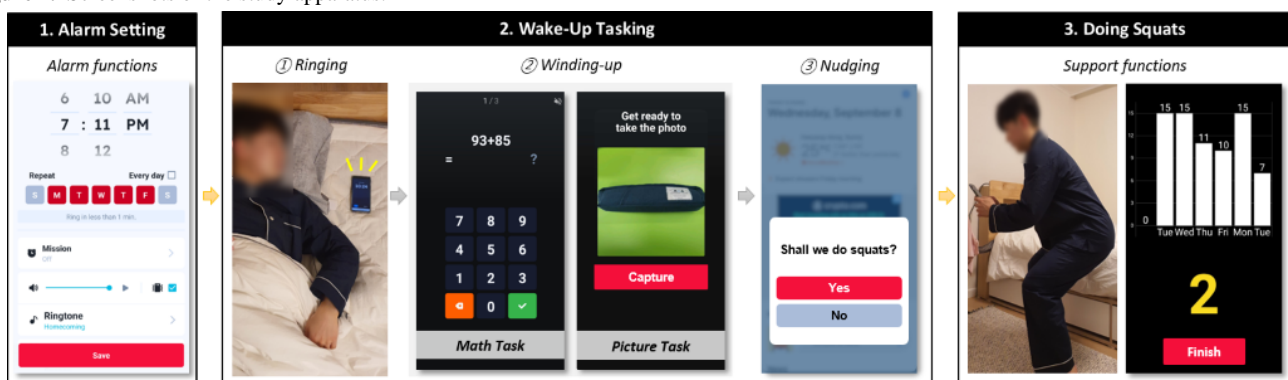 1. Alarm Setting
Alarm functions
6 10 AM
7 : 11 PM
8 12
Repeat Every day
S M T W T F S
Ring in less than 1 min.
Mission
Off
Ringtone
Homecoming
Save
2. Wake-Up Tasking
① Ringing
② Winding-up
1 / 3
93+85
= ?
7 8 9
4 5 6
1 2 3
0
Math Task
Get ready to
take the photo
Capture
Picture Task
③ Nudging
Wednesday, September 8
Shall we do squats?
Yes
No
3. Doing Squats
Support functions
15 15 11 10 15 7
0
Tue Wed Thu Fri Mon Tue
2
Finish